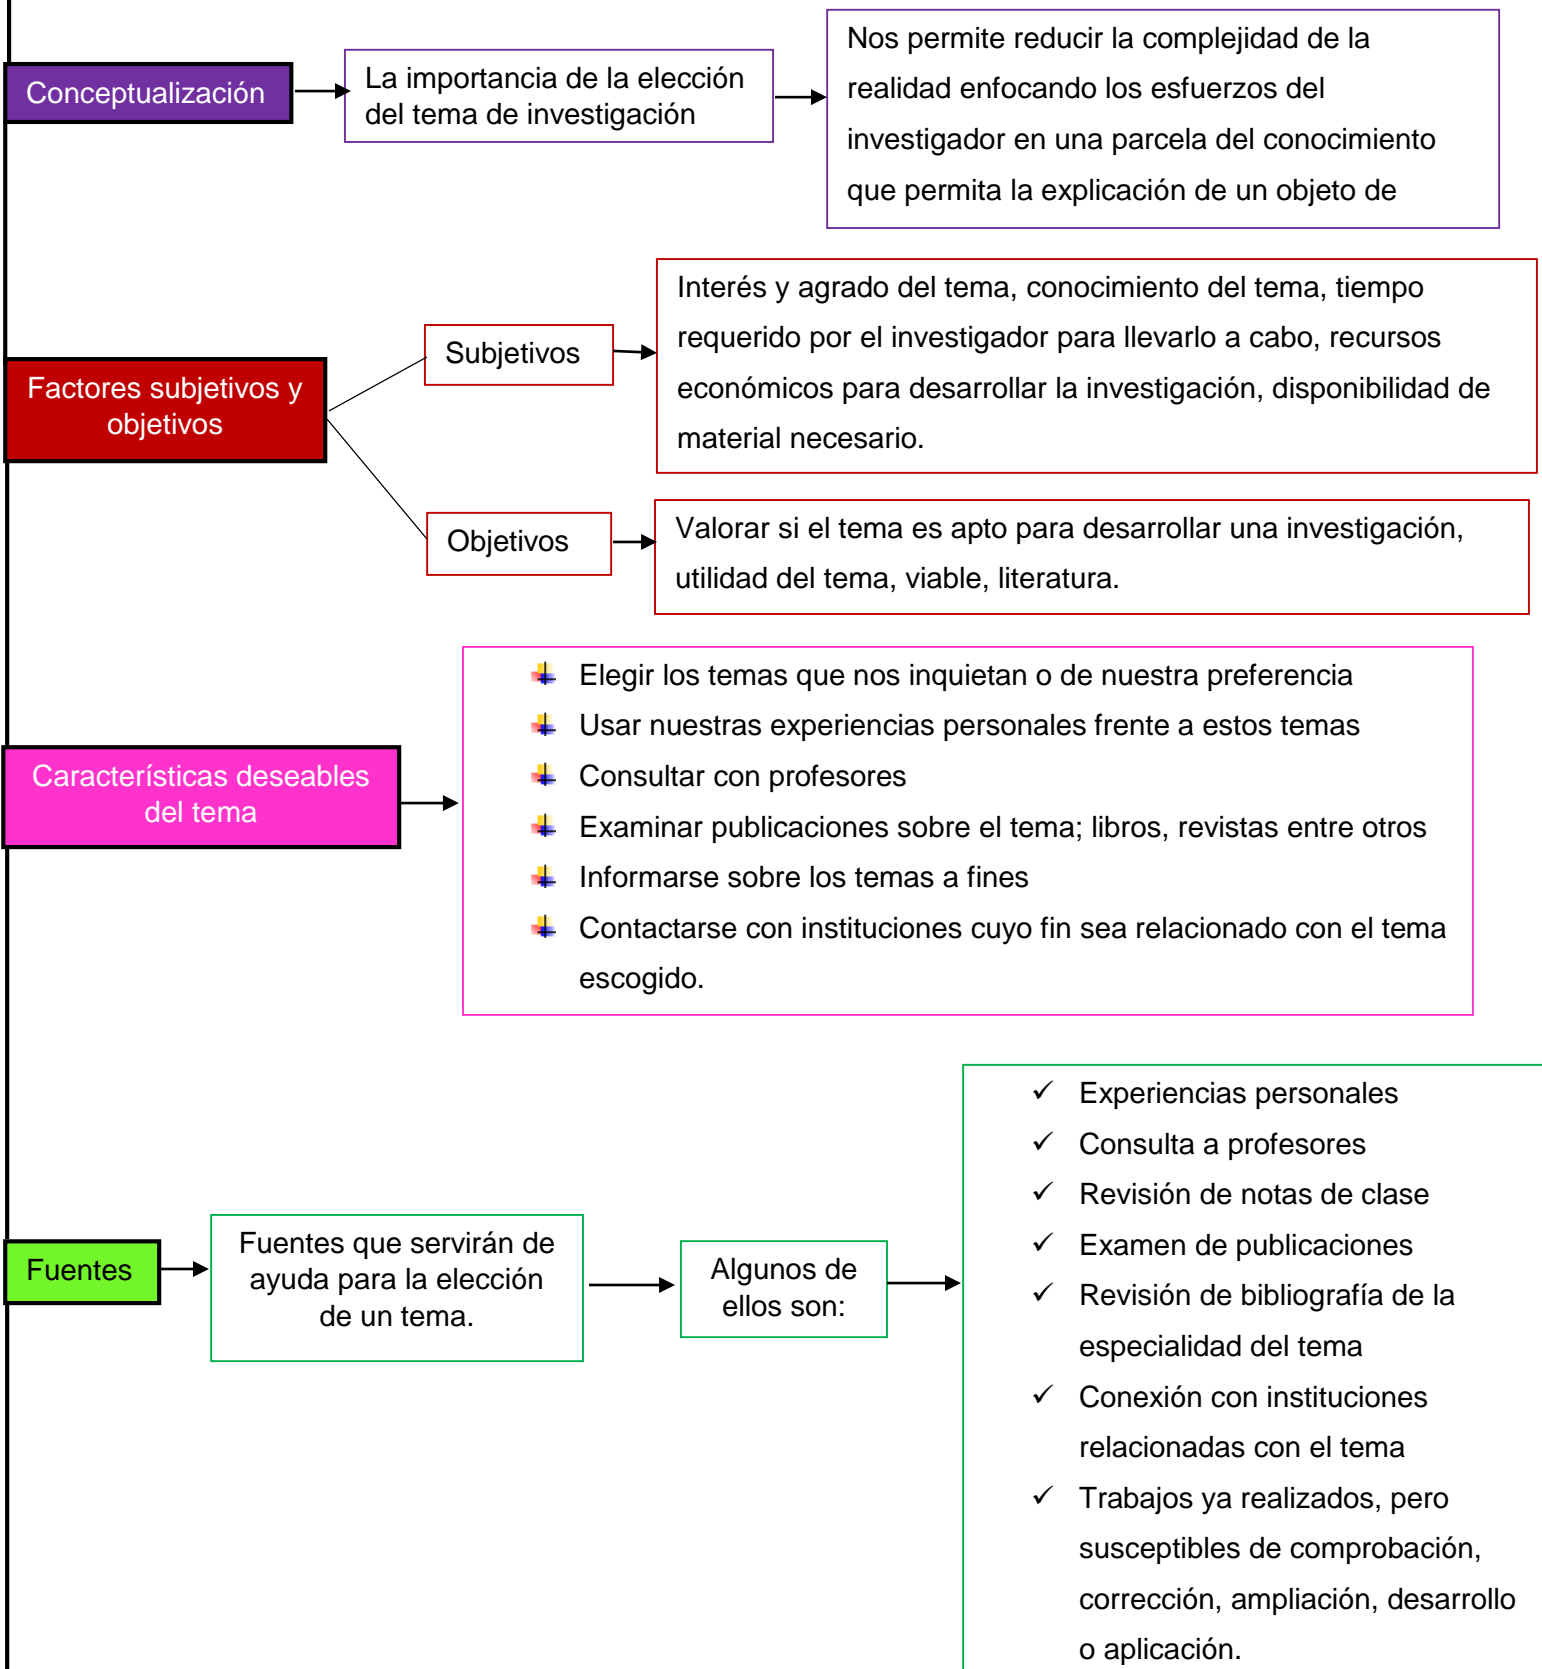 Conceptualización
La importancia de la elección
del tema de investigación
Nos permite reducir la complejidad de la
realidad enfocando los esfuerzos del
investigador en una parcela del conocimiento
que permita la explicación de un objeto de
Factores subjetivos y
objetivos
Subjetivos
Interés y agrado del tema, conocimiento del tema, tiempo
requerido por el investigador para llevarlo a cabo, recursos
económicos para desarrollar la investigación, disponibilidad de
material necesario.
Objetivos
Valorar si el tema es apto para desarrollar una investigación,
utilidad del tema, viable, literatura.
Características deseables
del tema
Elegir los temas que nos inquietan o de nuestra preferencia
Usar nuestras experiencias personales frente a estos temas
Consultar con profesores
Examinar publicaciones sobre el tema; libros, revistas entre otros
Informarse sobre los temas a fines
Contactarse con instituciones cuyo fin sea relacionado con el tema
escogido.
Fuentes
Fuentes que servirán de
ayuda para la elección
de un tema.
Algunos de
ellos son:
✓ Experiencias personales
✓ Consulta a profesores
✓ Revisión de notas de clase
✓ Examen de publicaciones
✓ Revisión de bibliografía de la
especialidad del tema
✓ Conexión con instituciones
relacionadas con el tema
✓ Trabajos ya realizados, pero
susceptibles de comprobación,
corrección, ampliación, desarrollo
o aplicación.